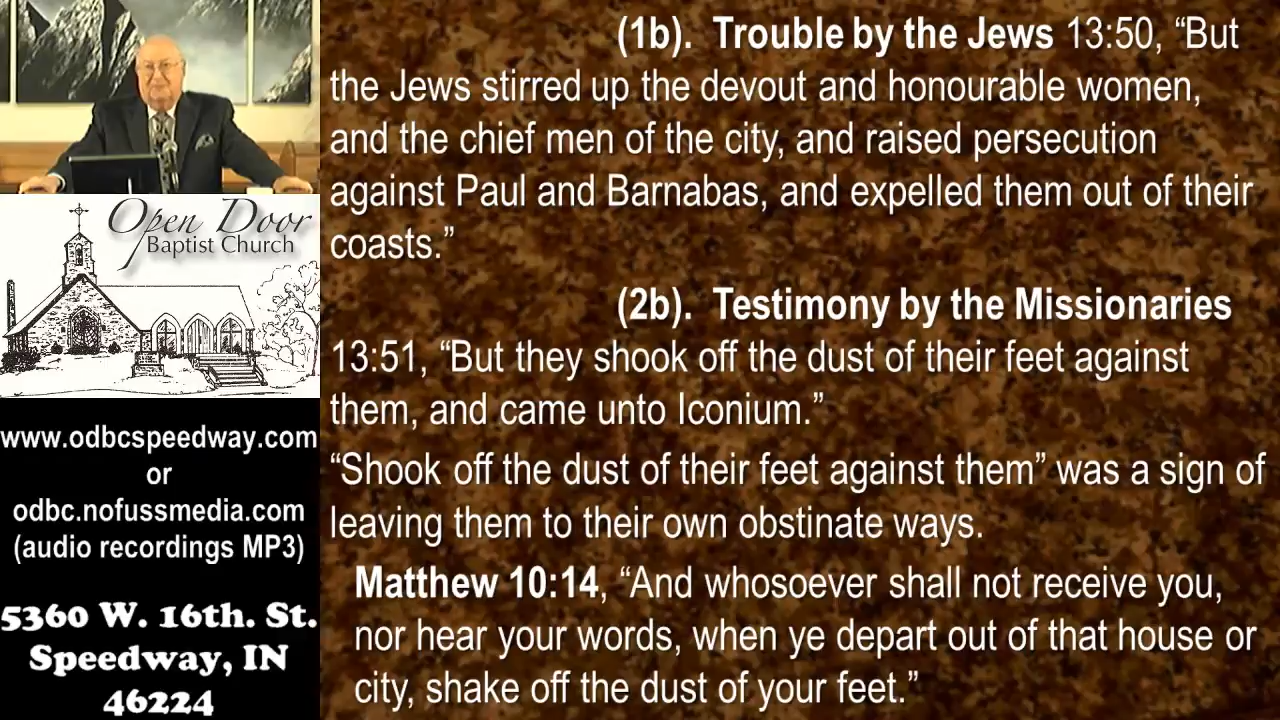 (1b). Trouble by the Jews 13:50, “But
the Jews stirred up the devout and honourable women,
and the chief men of the city, and raised persecution
against Paul and Barnabas, and expelled them out of their
coasts.”
(2b). Testimony by the Missionaries
13:51, “But they shook off the dust of their feet against
them, and came unto Iconium.”
“Shook off the dust of their feet against them” was a sign of
leaving them to their own obstinate ways.
Matthew 10:14, “And whosoever shall not receive you,
nor hear your words, when ye depart out of that house or
city, shake off the dust of your feet.”
Open Door
Baptist Church
www.odbcspeedway.com
or
odbc.nofussmedia.com
(audio recordings MP3)
5360 W. 16th. St.
Speedway, IN
46224